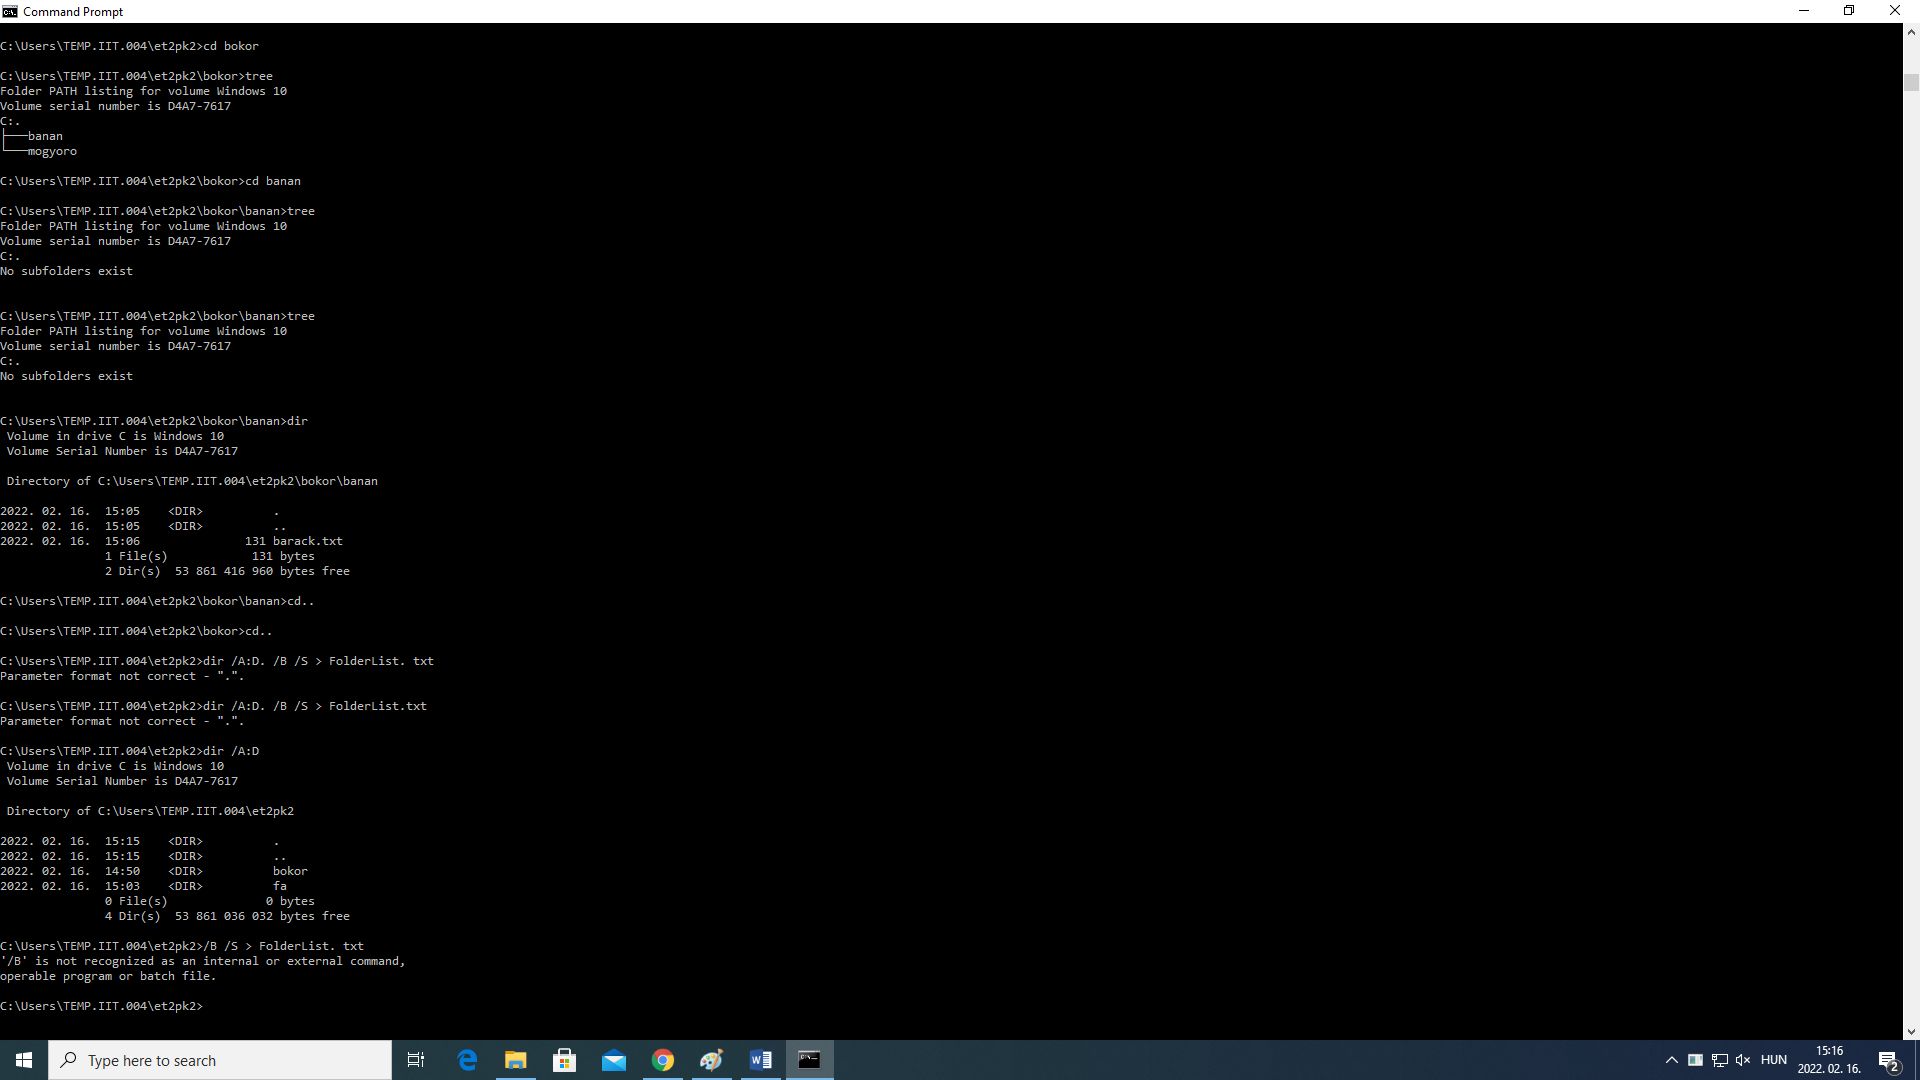 Command Prompt
C:\Users\TEMP.IIT.004\et2pk2>cd bokor
C:\Users\TEMP.IIT.004\et2pk2\bokor>tree
Folder PATH listing for volume Windows 10
Volume serial number is D4A7-7617
C:.
├───banan
└───mogyoro
C:\Users\TEMP.IIT.004\et2pk2\bokor>cd banan
C:\Users\TEMP.IIT.004\et2pk2\bokor\banan>tree
Folder PATH listing for volume Windows 10
Volume serial number is D4A7-7617
C:.
No subfolders exist
C:\Users\TEMP.IIT.004\et2pk2\bokor\banan>tree
Folder PATH listing for volume Windows 10
Volume serial number is D4A7-7617
C:.
No subfolders exist
C:\Users\TEMP.IIT.004\et2pk2\bokor\banan>dir
Volume in drive C is Windows 10
Volume Serial Number is D4A7-7617
Directory of C:\Users\TEMP.IIT.004\et2pk2\bokor\banan
2022. 02. 16.  15:05    <DIR>          .
2022. 02. 16.  15:05    <DIR>          ..
2022. 02. 16.  15:06               131 barack.txt
1 File(s)            131 bytes
2 Dir(s)  53 861 416 960 bytes free
C:\Users\TEMP.IIT.004\et2pk2\bokor\banan>cd..
C:\Users\TEMP.IIT.004\et2pk2\bokor>cd..
C:\Users\TEMP.IIT.004\et2pk2>dir /A:D. /B /S > FolderList. txt
Parameter format not correct - ".".
C:\Users\TEMP.IIT.004\et2pk2>dir /A:D. /B /S > FolderList.txt
Parameter format not correct - ".".
C:\Users\TEMP.IIT.004\et2pk2>dir /A:D
Volume in drive C is Windows 10
Volume Serial Number is D4A7-7617
Directory of C:\Users\TEMP.IIT.004\et2pk2
2022. 02. 16.  15:15    <DIR>          .
2022. 02. 16.  15:15    <DIR>          ..
2022. 02. 16.  14:50    <DIR>          bokor
2022. 02. 16.  15:03    <DIR>          fa
0 File(s)              0 bytes
4 Dir(s)  53 861 036 032 bytes free
C:\Users\TEMP.IIT.004\et2pk2>/B /S > FolderList. txt
'/B' is not recognized as an internal or external command,
operable program or batch file.
C:\Users\TEMP.IIT.004\et2pk2>
Type here to search
HUN
15:16
2022. 02. 16.
2